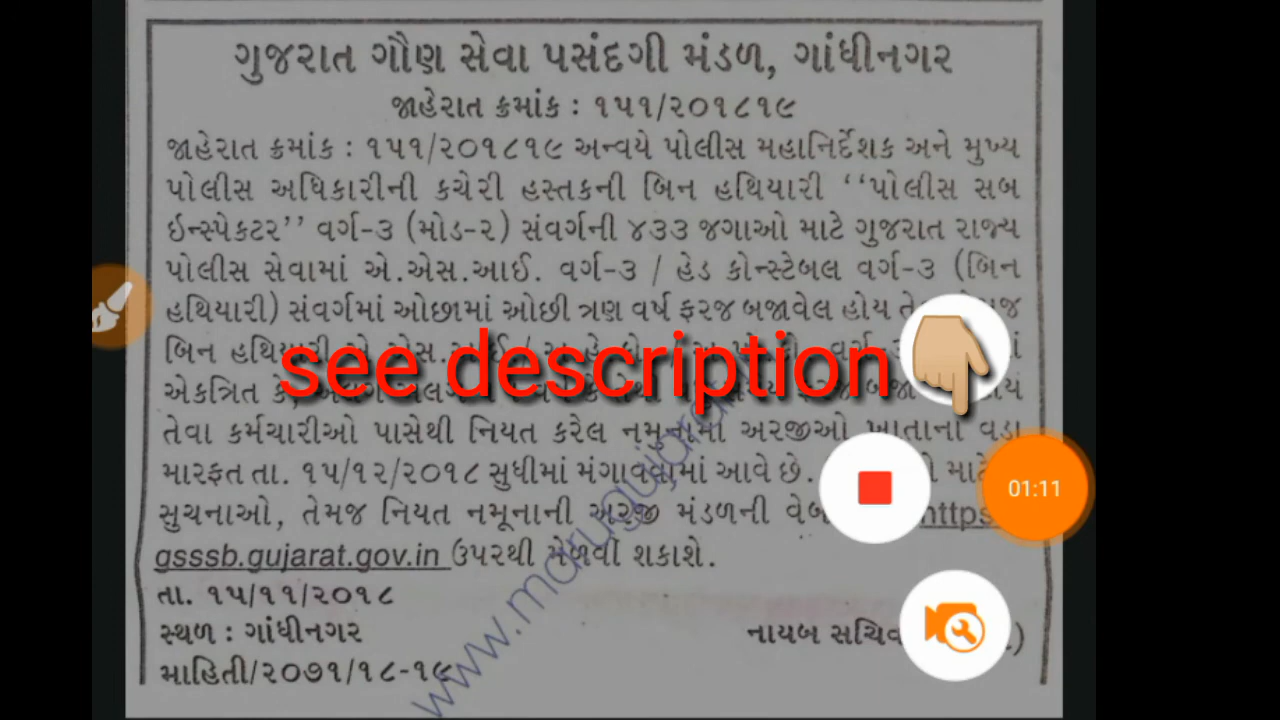 ગુજરાત ગૌણ સેવા પસંદગી મંડળ, ગાંધીનગર
જાહેરાત ક્રમાંક : ૧૫૧/૨૦૧૮૧૯
જાહેરાત ક્રમાંક : ૧૫૧/૨૦૧૮૧૯ અન્વયે પોલીસ મહાનિર્દેશક અને મુખ્ય
પોલીસ અધિકારીની કચેરી હસ્તકની બિન હથિયારી ‘‘પોલીસ સબ
ઇન્સ્પેકટર’’ વર્ગ-૩ (મોડ-૨) સંવર્ગની ૪૩૩ જગાઓ માટે ગુજરાત રાજ્ય
પોલીસ સેવામાં એ.એસ.આઈ. વર્ગ-૩ / હેડ કોન્સ્ટેબલ વર્ગ-૩ (બિન
હથિયારી) સંવર્ગમાં ઓછામાં ઓછી ત્રણ વર્ષ ફરજ બજાવેલ હોય
બિન
see description
એકત્રિત
તેવા કર્મચારીઓ પાસેથી નિયત કરેલ નમુનામાં અરજીઓ ખાતાના વડા
મારફત તા. ૧૫/૧૨/૨૦૧૮ સુધીમાં મંગાવવામાં આવે છે.
01:11
સુચનાઓ, તેમજ નિયત નમૂનાની અરજી મંડળની https
gsssb.gujarat.gov.in ઉપરથી મેળવી શકાશે.
તા. ૧૫/૧૧/૨૦૧૮
સ્થળ : ગાંધીનગર
નાયબ સચિવ
માહિતી/૨૦૭૧/૧૮-૧૯